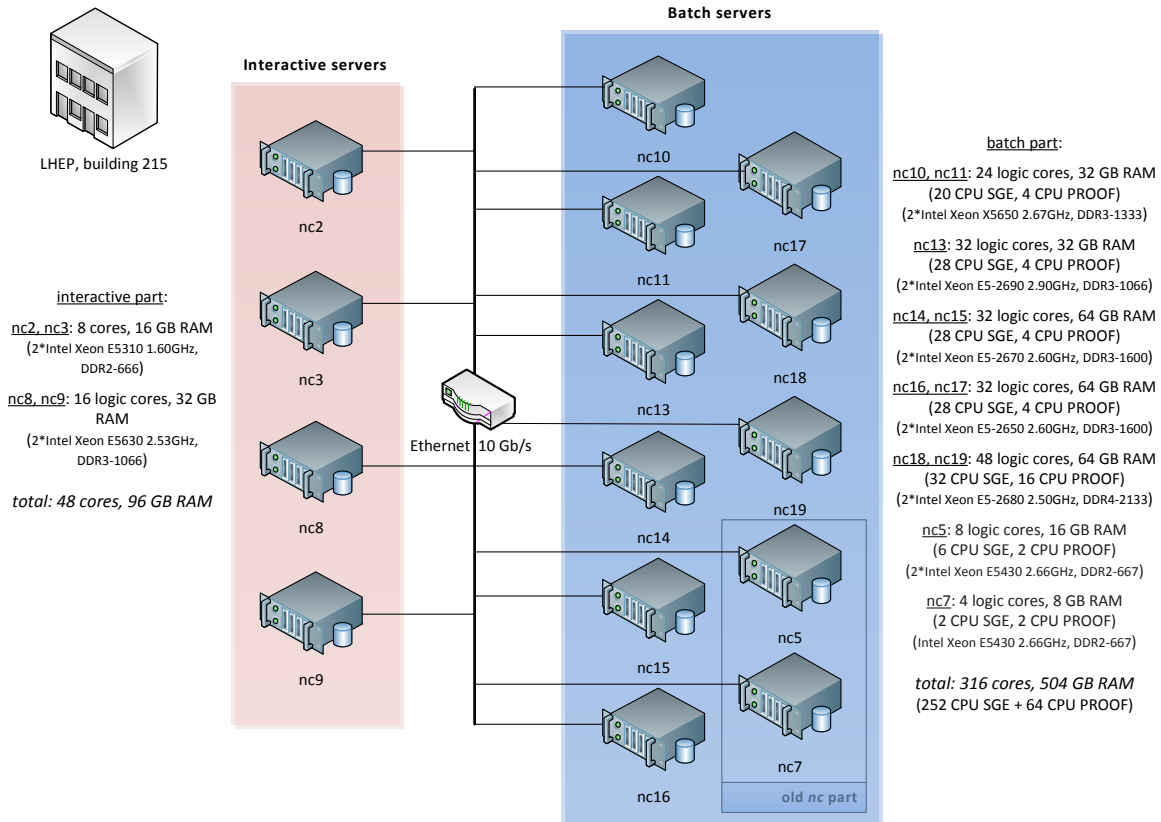 Batch servers
Interactive servers
LHEP, building 215
nc2
nc3
nc8
nc9
interactive part:
nc2, nc3: 8 cores, 16 GB RAM
(2*Intel Xeon E5310 1.60GHz,
DDR2-666)
nc8, nc9: 16 logic cores, 32 GB
RAM
(2*Intel Xeon E5630 2.53GHz,
DDR3-1066)
total: 48 cores, 96 GB RAM
Ethernet 10 Gb/s
nc10
nc17
nc11
nc18
nc13
nc19
nc14
nc5
nc15
nc7
nc16
old nc part
batch part:
nc10, nc11: 24 logic cores, 32 GB RAM
(20 CPU SGE, 4 CPU PROOF)
(2*Intel Xeon X5650 2.67GHz, DDR3-1333)
nc13: 32 logic cores, 32 GB RAM
(28 CPU SGE, 4 CPU PROOF)
(2*Intel Xeon E5-2690 2.90GHz, DDR3-1066)
nc14, nc15: 32 logic cores, 64 GB RAM
(28 CPU SGE, 4 CPU PROOF)
(2*Intel Xeon E5-2670 2.60GHz, DDR3-1600)
nc16, nc17: 32 logic cores, 64 GB RAM
(28 CPU SGE, 4 CPU PROOF)
(2*Intel Xeon E5-2650 2.60GHz, DDR3-1600)
nc18, nc19: 48 logic cores, 64 GB RAM
(32 CPU SGE, 16 CPU PROOF)
(2*Intel Xeon E5-2680 2.50GHz, DDR4-2133)
nc5: 8 logic cores, 16 GB RAM
(6 CPU SGE, 2 CPU PROOF)
(2*Intel Xeon E5430 2.66GHz, DDR2-667)
nc7: 4 logic cores, 8 GB RAM
(2 CPU SGE, 2 CPU PROOF)
(Intel Xeon E5430 2.66GHz, DDR2-667)
total: 316 cores, 504 GB RAM
(252 CPU SGE + 64 CPU PROOF)